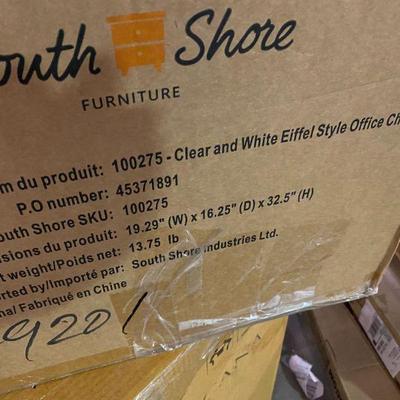 outh Shore
FURNITURE
m du produit: 100275 - Clear and White Eiffel Style Office Ch
P.O number: 45371891
outh Shore SKU: 100275
sions du produit: 19.29" (W) x 16.25" (D) x 32.5" (H)
t weight/Poids net: 13.75 lb
rted by/Importé par: South Shore Industries Ltd.
na/ Fabriqué en Chine
9201